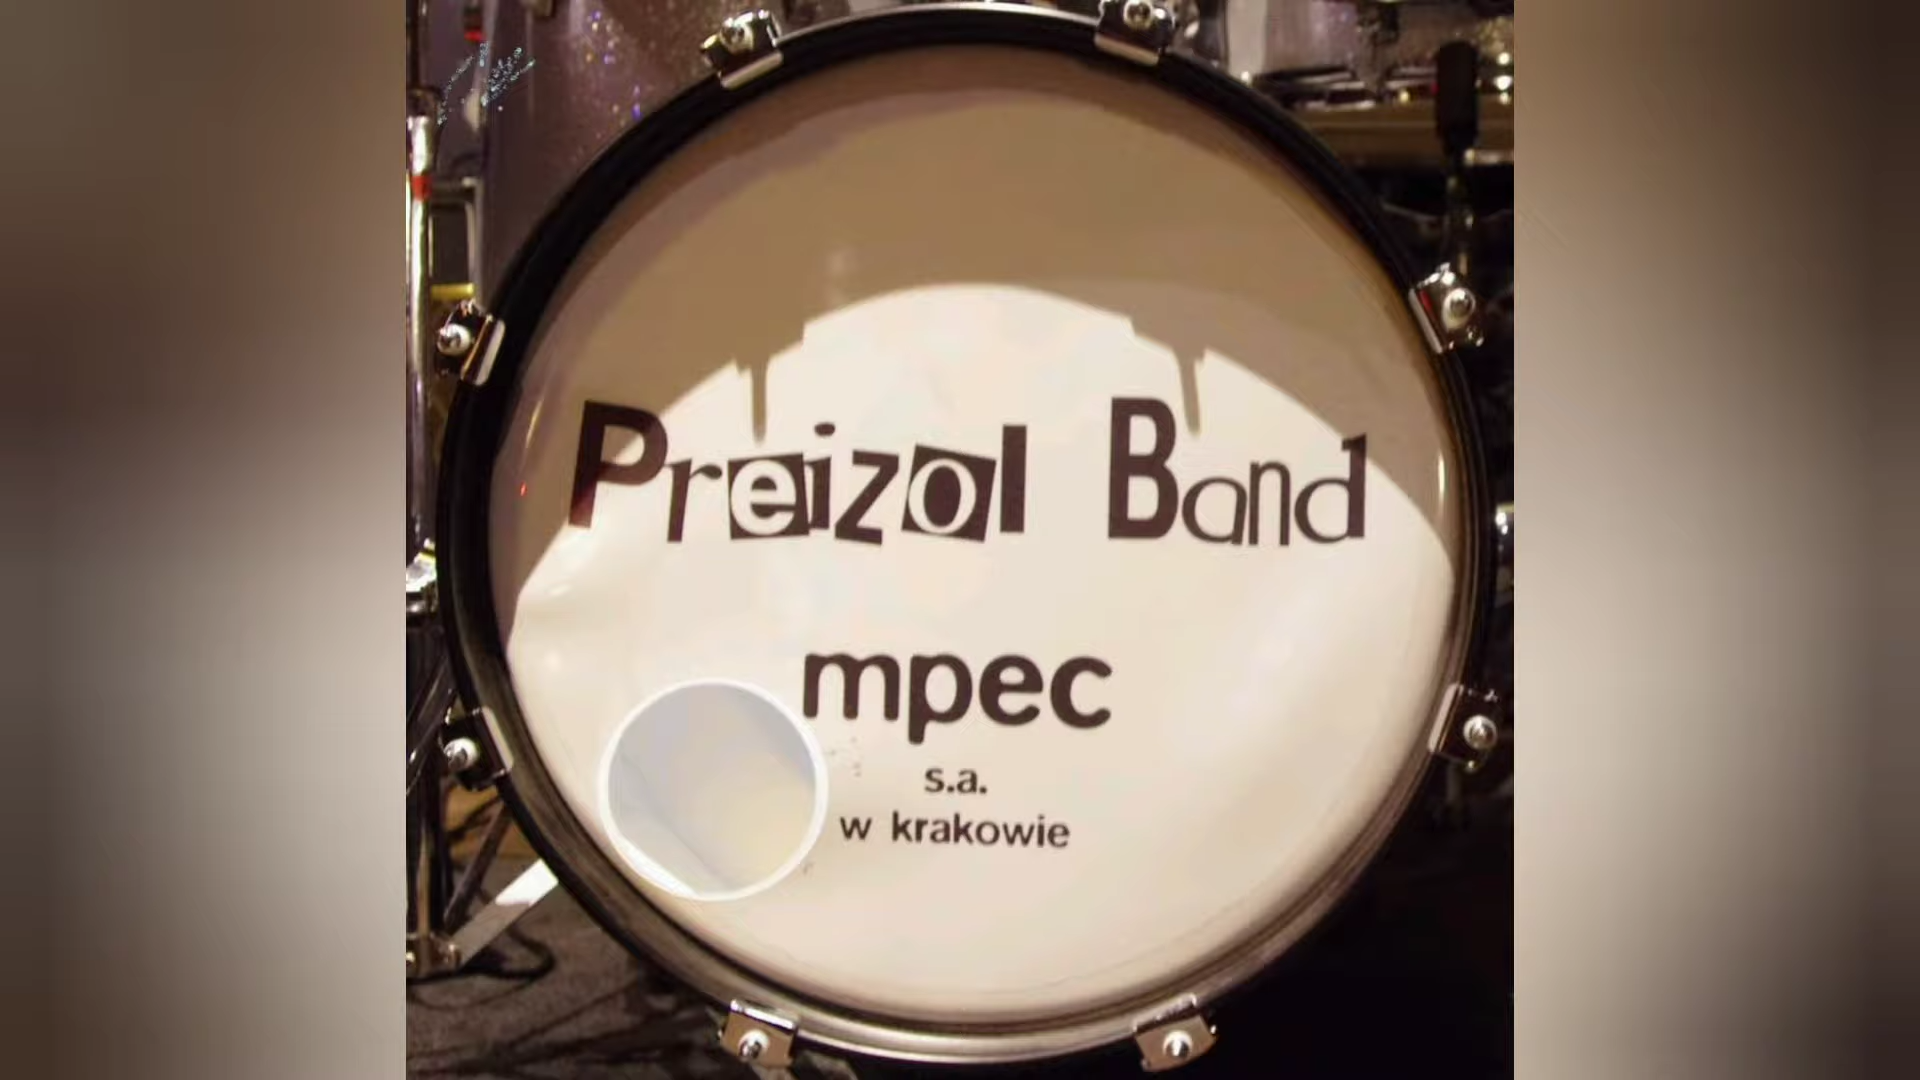 Preizol Band
mpec
s.a.
w krakowie